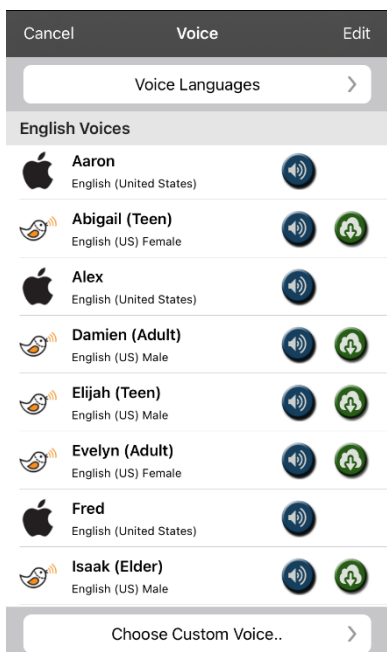 Cancel Voice Edit
Voice Languages
English Voices
Aaron
English (United States)
Abigail (Teen)
English (US) Female
Alex
English (United States)
Damien (Adult)
English (US) Male
Elijah (Teen)
English (US) Male
Evelyn (Adult)
English (US) Female
Fred
English (United States)
Isaak (Elder)
English (US) Male
Choose Custom Voice..